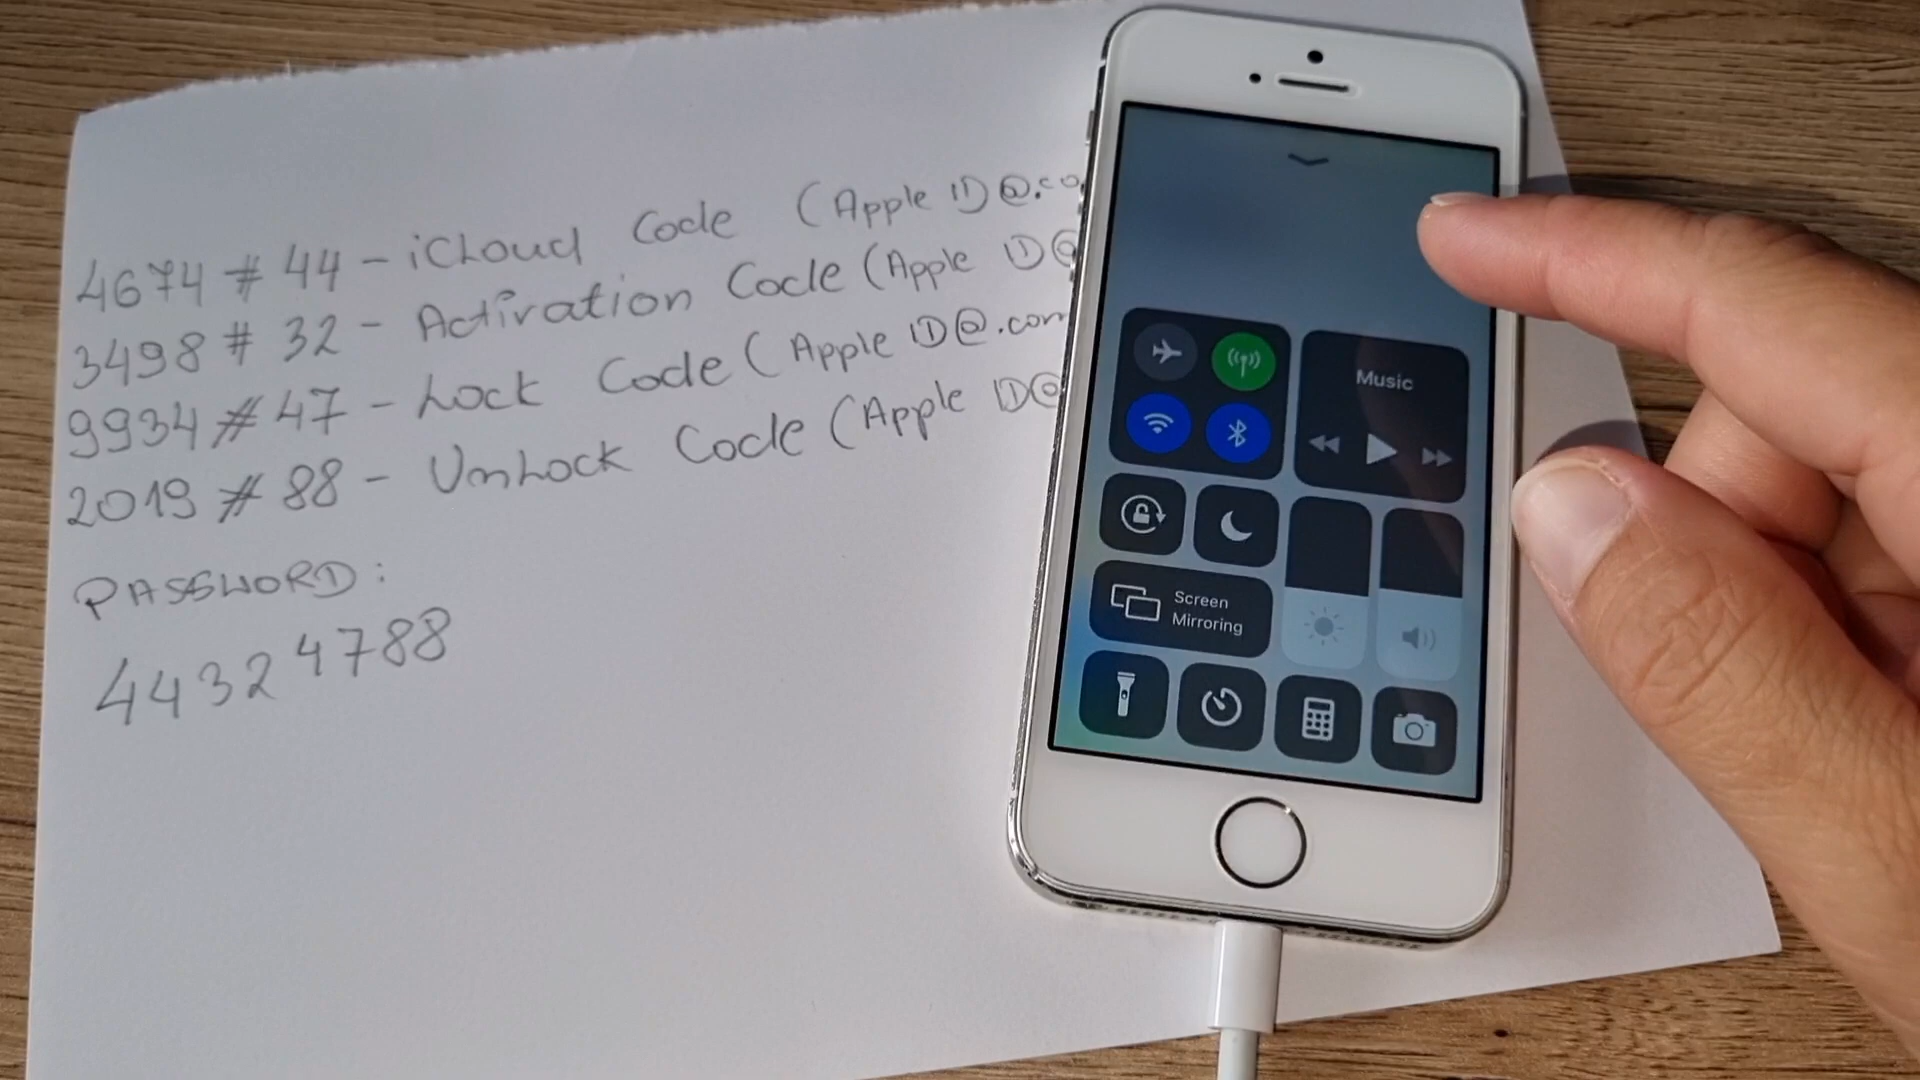 4674 # 44 - iCloud Code (Apple ID@.co
3498 # 32 - Activation Code (Apple ID@
9934 # 47 - Lock Code (Apple ID@.com
2019 # 88 - UnLock Code (Apple ID@
PASSWORD:
44324788
Music
Screen
Mirroring